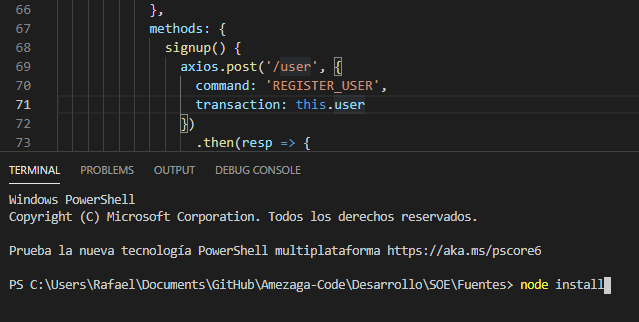 66 },
67 methods: {
68 signup() {
69 axios.post('/user', {
70 command: 'REGISTER_USER',
71 transaction: this.user
72 })
73 .then(resp => {
TERMINAL PROBLEMS OUTPUT DEBUG CONSOLE
Windows PowerShell
Copyright (C) Microsoft Corporation. Todos los derechos reservados.
Prueba la nueva tecnología PowerShell multiplataforma https://aka.ms/pscore6
PS C:\Users\Rafael\Documents\GitHub\Amezaga-Code\Desarrollo\SOE\Fuentes> node install